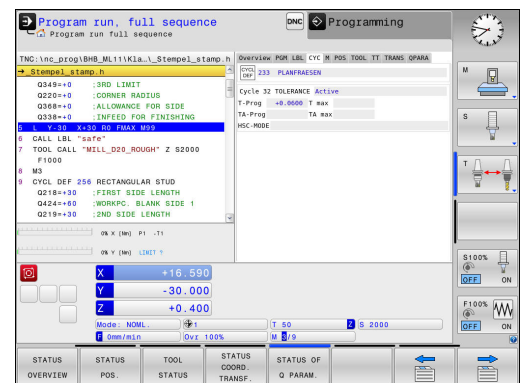 Program run, full sequence
Program run full sequence
DNC
Programming
TNC:\nc_prog\BHB_ML11\Kla…\_Stempel_stamp.h
→_Stempel_stamp.h
Q349=+0 ;3RD LIMIT
Q220=+0 ;CORNER RADIUS
Q368=+0 ;ALLOWANCE FOR SIDE
Q338=+0 ;INFEED FOR FINISHING
5 L Y-30 X+30 R0 FMAX M99
6 CALL LBL "safe"
7 TOOL CALL "MILL_D20_ROUGH" Z S2000
F1000
8 M3
9 CYCL DEF 256 RECTANGULAR STUD
Q218=+30 ;FIRST SIDE LENGTH
Q424=+60 ;WORKPC. BLANK SIDE 1
Q219=+30 ;2ND SIDE LENGTH
0% X [Nm] P1 -T1
0% Y [Nm] LIMIT 1
Overview PGM LBL CYC M POS TOOL TT TRANS QPARA
CYCL DEF 233 PLANFRAESEN
Cycle 32 TOLERANCE Active
T-Prog +0.0600 T max
TA-Prog TA max
HSC-MODE
X +16.590
Y -30.000
Z +0.400
Mode: NOML. 1 T 50 Z S 2000
F 0mm/min Ovr 100% M 3/9
M
S
T
S100%
OFF ON
F100%
OFF ON
STATUS OVERVIEW
STATUS POS.
TOOL STATUS
STATUS COORD. TRANSF.
STATUS OF Q PARAM.